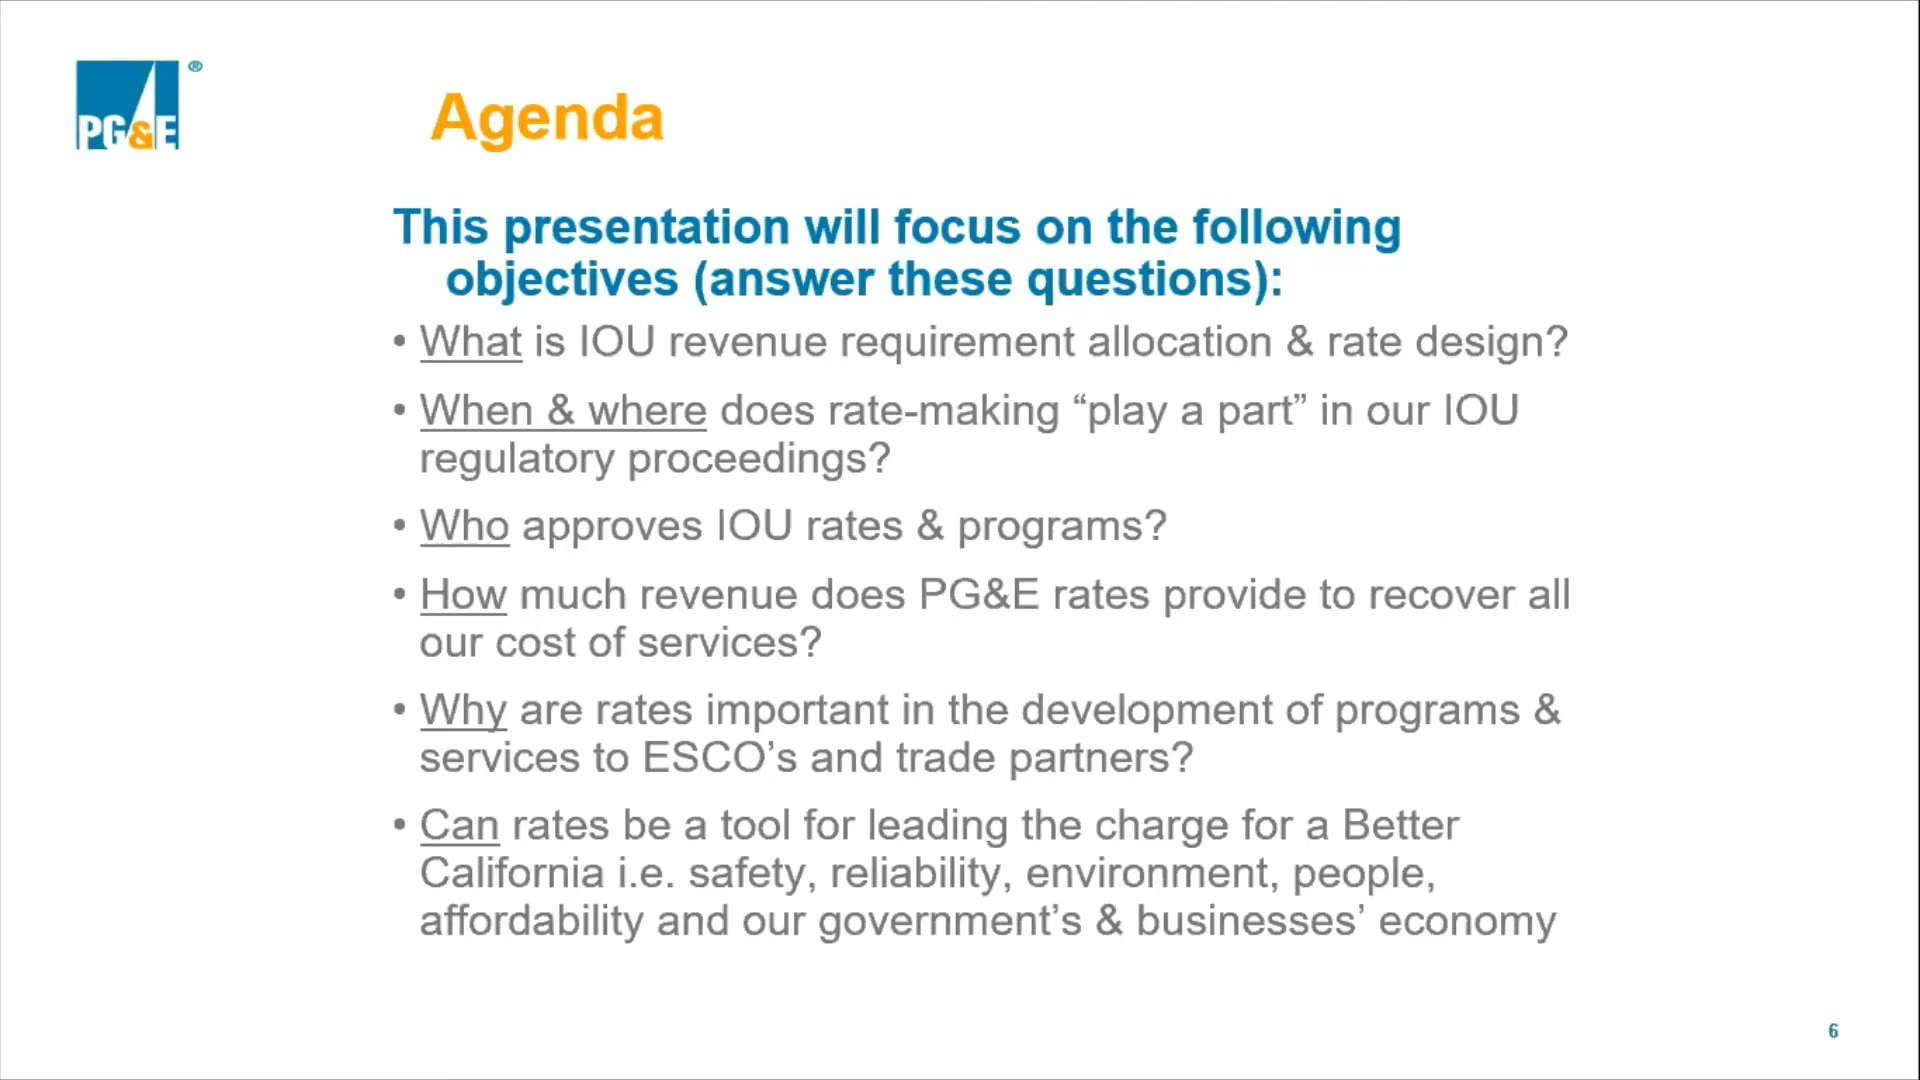 PG&E ®
Agenda
This presentation will focus on the following
objectives (answer these questions):
• What is IOU revenue requirement allocation & rate design?
• When & where does rate-making “play a part” in our IOU
regulatory proceedings?
• Who approves IOU rates & programs?
• How much revenue does PG&E rates provide to recover all
our cost of services?
• Why are rates important in the development of programs &
services to ESCO’s and trade partners?
• Can rates be a tool for leading the charge for a Better
California i.e. safety, reliability, environment, people,
affordability and our government’s & businesses’ economy
6